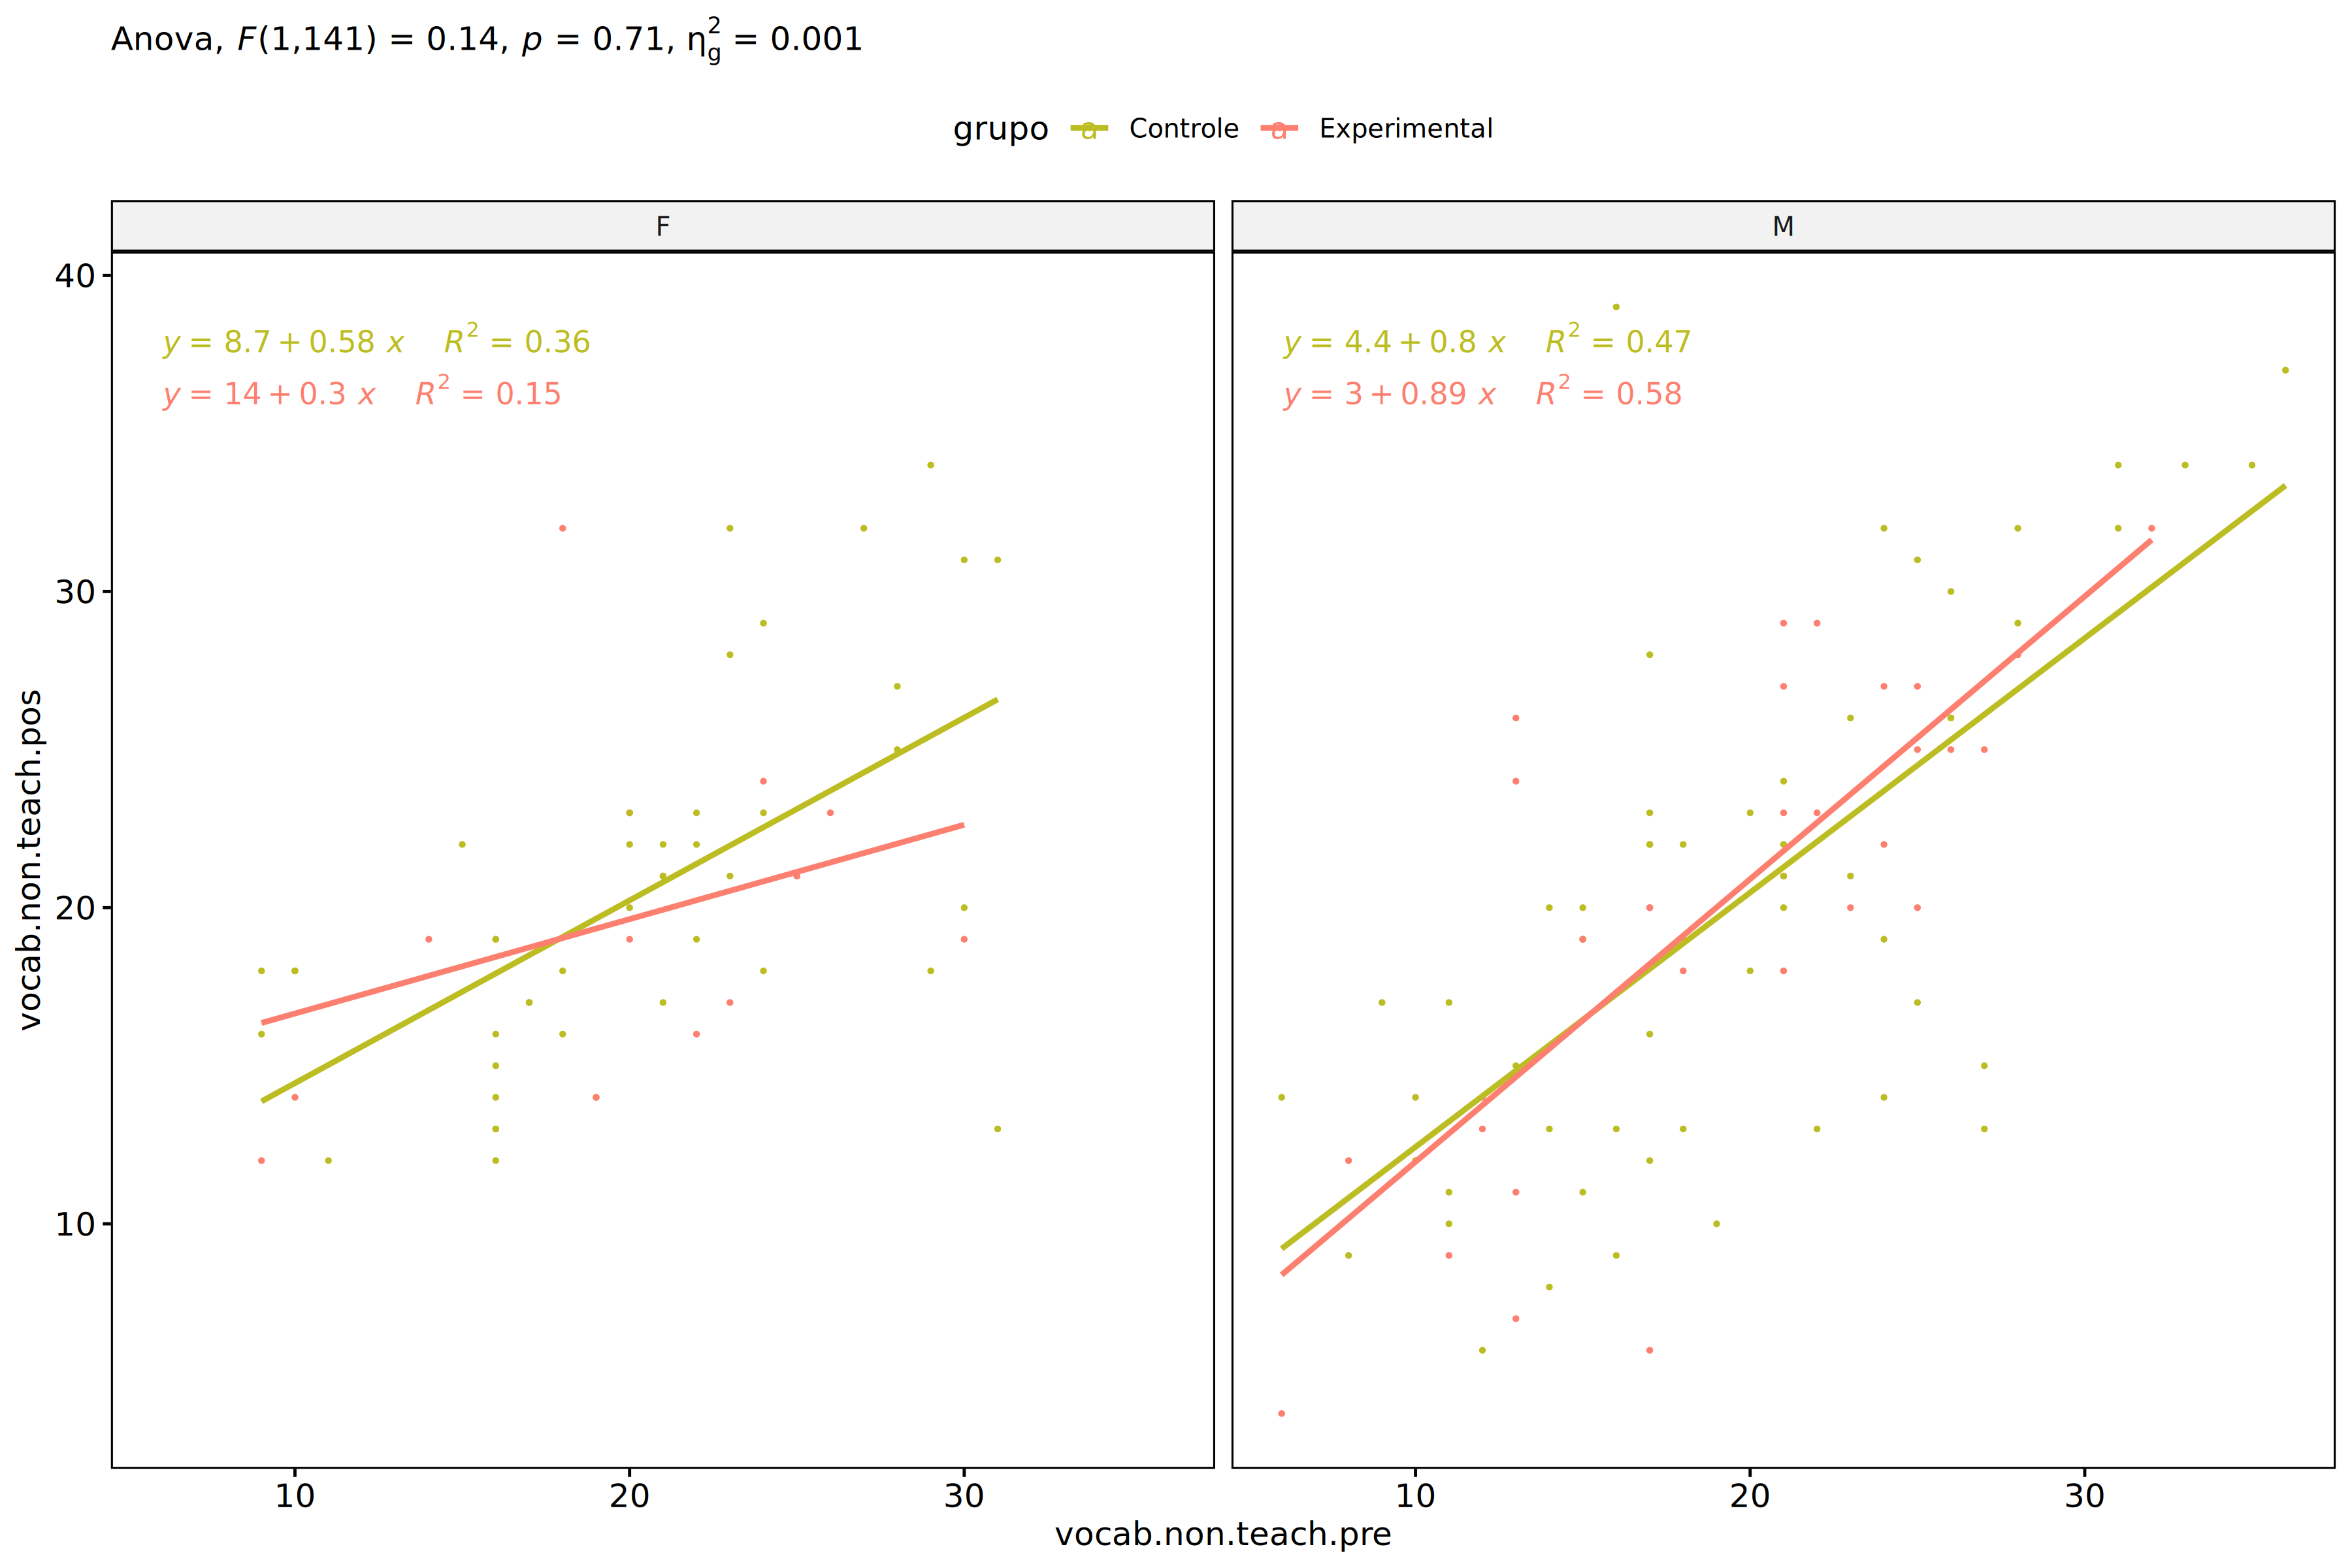 Anova, F(1,141) = 0.14, p = 0.71, η²g = 0.001
grupo a Controle a Experimental
F
M
y = 8.7 + 0.58 x R² = 0.36
y = 14 + 0.3 x R² = 0.15
y = 4.4 + 0.8 x R² = 0.47
y = 3 + 0.89 x R² = 0.58
40
30
20
10
vocab.non.teach.pos
10 20 30
10 20 30
vocab.non.teach.pre